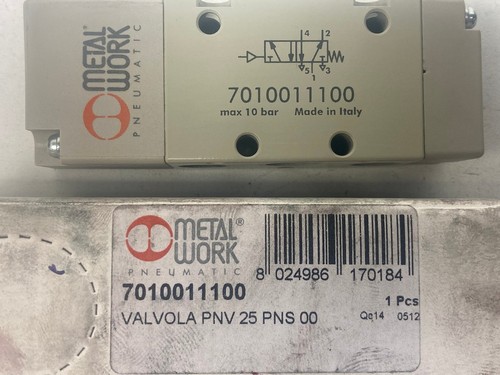 METAL
WORK
PNEUMATIC
4 2
5 3
1
7010011100
max 10 bar Made in Italy
METAL®
WORK
PNEUMATIC
8 024986 170184
7010011100
1 Pcs
VALVOLA PNV 25 PNS 00
Qc14 0512